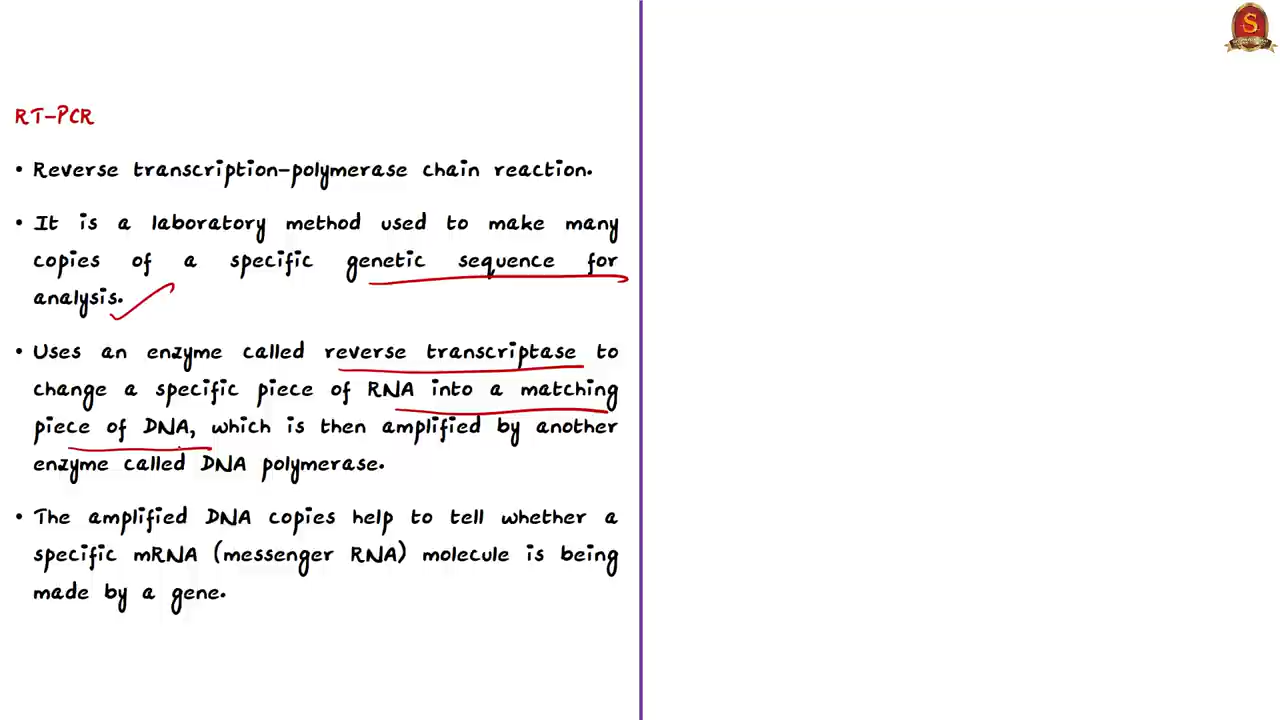 RT-PCR
• Reverse transcription-polymerase chain reaction.
• It is a laboratory method used to make many
copies of a specific genetic sequence for
analysis.
• Uses an enzyme called reverse transcriptase to
change a specific piece of RNA into a matching
piece of DNA, which is then amplified by another
enzyme called DNA polymerase.
• The amplified DNA copies help to tell whether a
specific mRNA (messenger RNA) molecule is being
made by a gene.
S